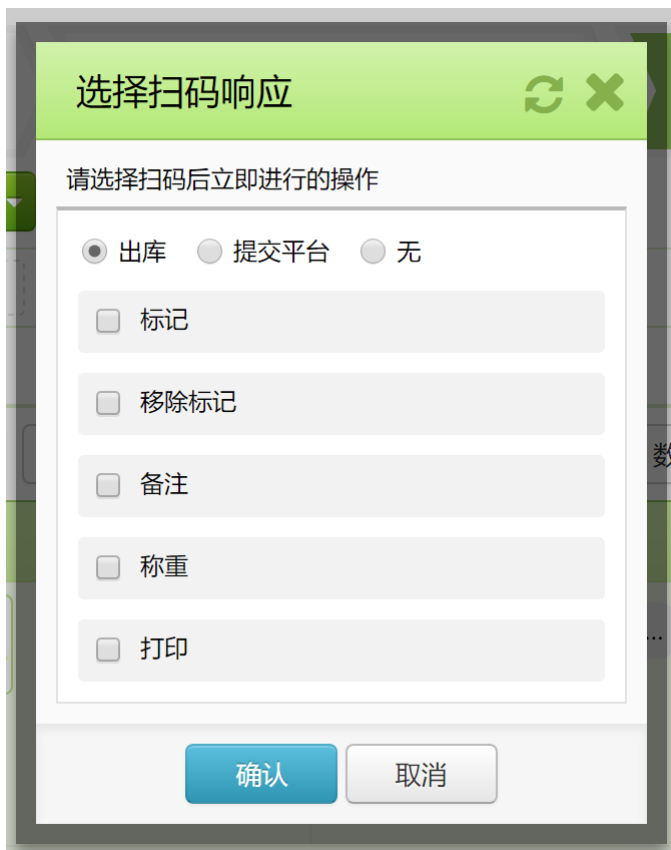 选择扫码响应
请选择扫码后立即进行的操作
出库 提交平台 无
标记
移除标记
数
备注
称重
打印
...
确认 取消